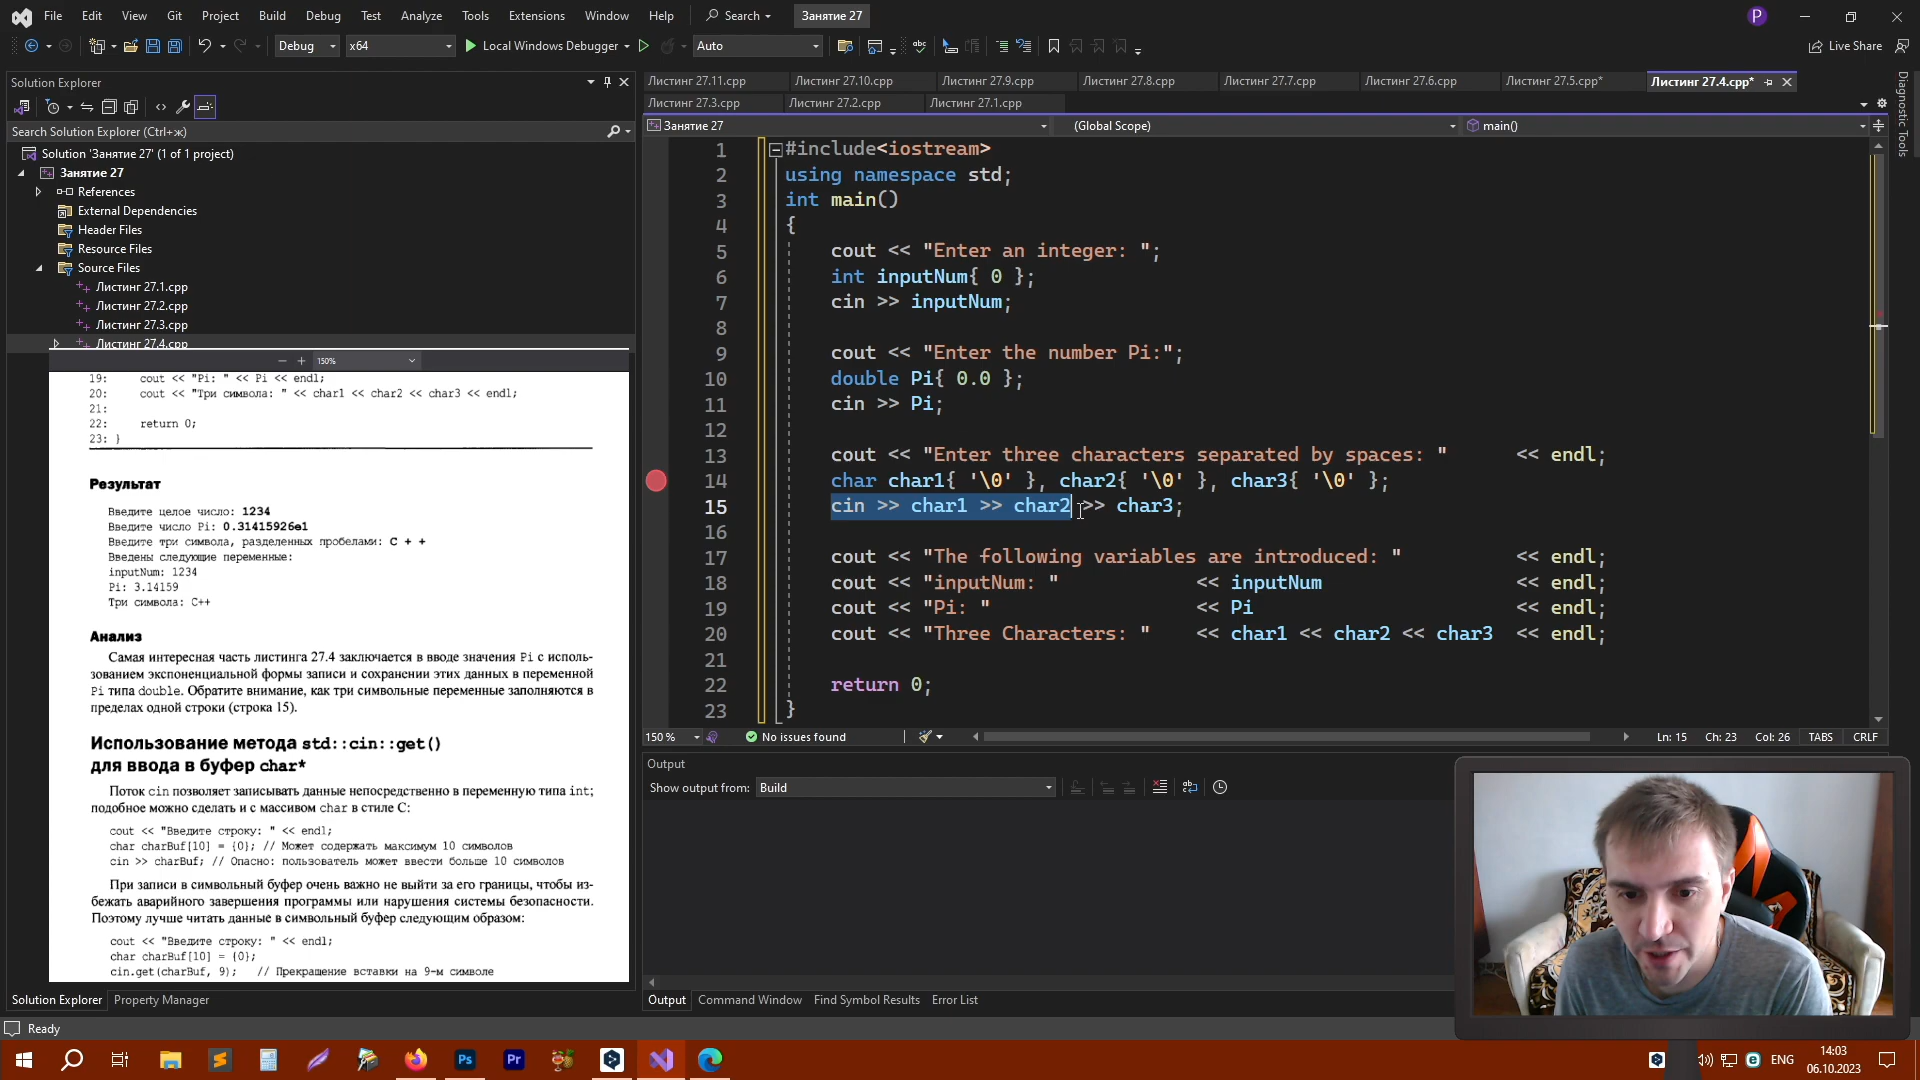 File Edit View Git Project Build Debug Test Analyze Tools Extensions Window Help Search Занятие 27 P
Debug x64 Local Windows Debugger Auto Live Share
Solution Explorer
Search Solution Explorer (Ctrl+ж)
Solution 'Занятие 27' (1 of 1 project)
Занятие 27
References
External Dependencies
Header Files
Resource Files
Source Files
Листинг 27.1.cpp
Листинг 27.2.cpp
Листинг 27.3.cpp
Листинг 27.4.cpp
150%
19: cout << "Pi: " << Pi << endl;
20: cout << "Три символа: " << char1 << char2 << char3 << endl;
21:
22: return 0;
23: }
Результат
Введите целое число: 1234
Введите число Pi: 0.31415926e1
Введите три символа, разделенных пробелами: C + +
Введены следующие переменные:
inputNum: 1234
Pi: 3.14159
Три символа: C++
Анализ
Самая интересная часть листинга 27.4 заключается в вводе значения Pi с исполь-
зованием экспоненциальной формы записи и сохранении этих данных в переменной
Pi типа double. Обратите внимание, как три символьные переменные заполняются в
пределах одной строки (строка 15).
Использование метода std::cin::get()
для ввода в буфер char*
Поток cin позволяет записывать данные непосредственно в переменную типа int;
подобное можно сделать и с массивом char в стиле C:
cout << "Введите строку: " << endl;
char charBuf[10] = {0}; // Может содержать максимум 10 символов
cin >> charBuf; // Опасно: пользователь может ввести больше 10 символов
При записи в символьный буфер очень важно не выйти за его границы, чтобы из-
бежать аварийного завершения программы или нарушения системы безопасности.
Поэтому лучше читать данные в символьный буфер следующим образом:
cout << "Введите строку: " << endl;
char charBuf[10] = {0};
cin.get(charBuf, 9); // Прекращение вставки на 9-м символе
Solution Explorer Property Manager
Листинг 27.11.cpp Листинг 27.10.cpp Листинг 27.9.cpp Листинг 27.8.cpp Листинг 27.7.cpp Листинг 27.6.cpp Листинг 27.5.cpp* Листинг 27.4.cpp*
Листинг 27.3.cpp Листинг 27.2.cpp Листинг 27.1.cpp
Занятие 27 (Global Scope) main()
Diagnostic Tools
1 #include<iostream>
2 using namespace std;
3 int main()
4 {
5 cout << "Enter an integer: ";
6 int inputNum{ 0 };
7 cin >> inputNum;
8
9 cout << "Enter the number Pi:";
10 double Pi{ 0.0 };
11 cin >> Pi;
12
13 cout << "Enter three characters separated by spaces: " << endl;
14 char char1{ '\0' }, char2{ '\0' }, char3{ '\0' };
15 cin >> char1 >> char2 >> char3;
16
17 cout << "The following variables are introduced: " << endl;
18 cout << "inputNum: " << inputNum << endl;
19 cout << "Pi: " << Pi << endl;
20 cout << "Three Characters: " << char1 << char2 << char3 << endl;
21
22 return 0;
23 }
150 % No issues found Ln: 15 Ch: 23 Col: 26 TABS CRLF
Output
Show output from: Build
Output Command Window Find Symbol Results Error List
Ready
Ps Pr ENG 14:03
06.10.2023